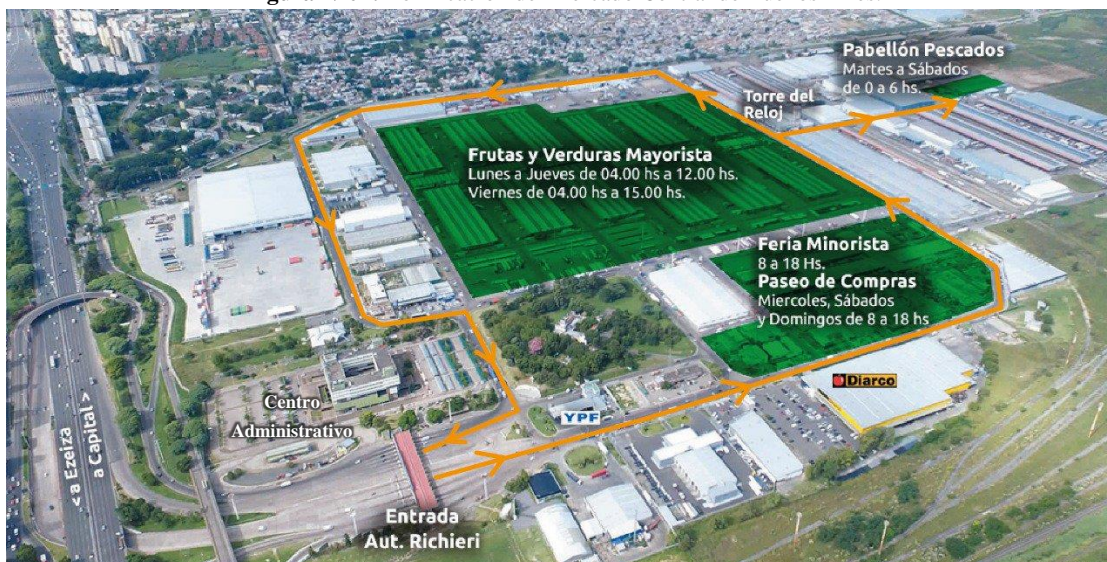 Pabellón Pescados
Martes a Sábados
de 0 a 6 hs.
Torre del
Reloj
Frutas y Verduras Mayorista
Lunes a Jueves de 04.00 hs a 12.00 hs.
Viernes de 04.00 hs a 15.00 hs.
Feria Minorista
8 a 18 Hs.
Paseo de Compras
Miercoles, Sábados
y Domingos de 8 a 18 hs
Diarco
YPF
Centro
Administrativo
< a Ezeiza
a Capital >
Entrada
Aut. Richieri